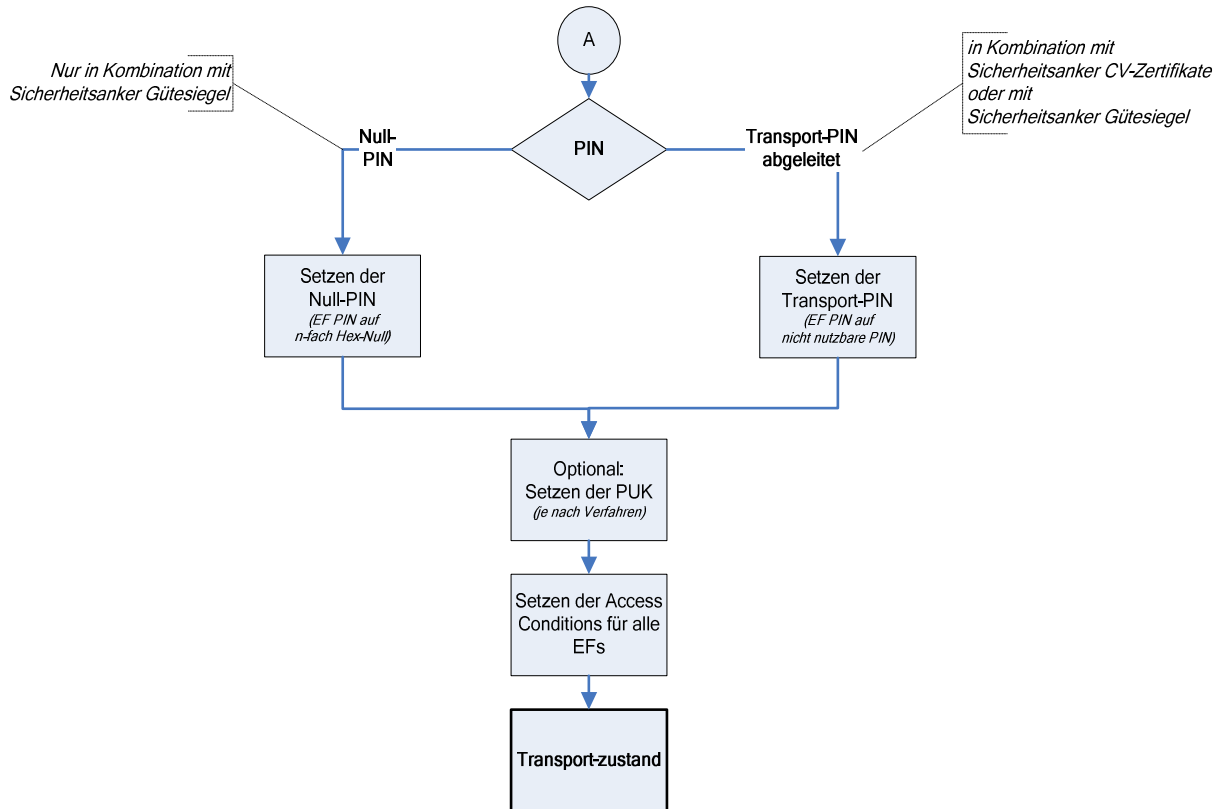 A
Nur in Kombination mit
Sicherheitsanker Gütesiegel
in Kombination mit
Sicherheitsanker CV-Zertifikate
oder mit
Sicherheitsanker Gütesiegel
Null-
PIN
PIN
Transport-PIN
abgeleitet
Setzen der
Null-PIN
(EF PIN auf
n-fach Hex-Null)
Setzen der
Transport-PIN
(EF PIN auf
nicht nutzbare PIN)
Optional:
Setzen der PUK
(je nach Verfahren)
Setzen der Access
Conditions für alle
EFs
Transport-zustand